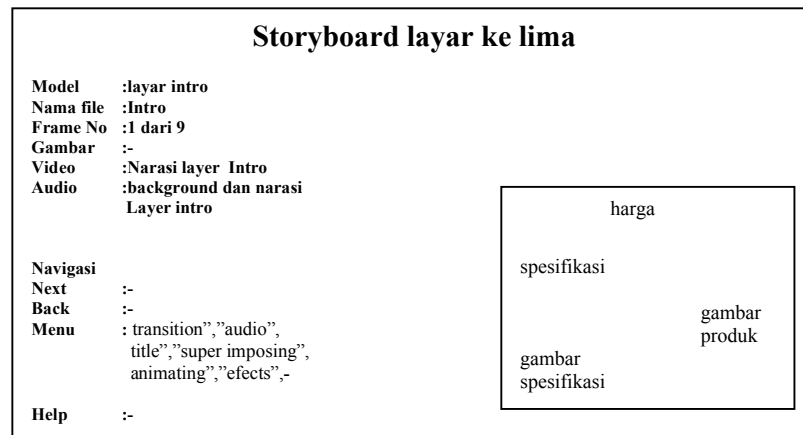 Storyboard layar ke lima
Model :layar intro
Nama file :Intro
Frame No :1 dari 9
Gambar :-
Video :Narasi layer Intro
Audio :background dan narasi
Layer intro
Navigasi
Next :-
Back :-
Menu : transition”,”audio”,
title”,”super imposing”,
animating”,”efects”,-
Help :-
harga
spesifikasi
gambar
produk
gambar
spesifikasi